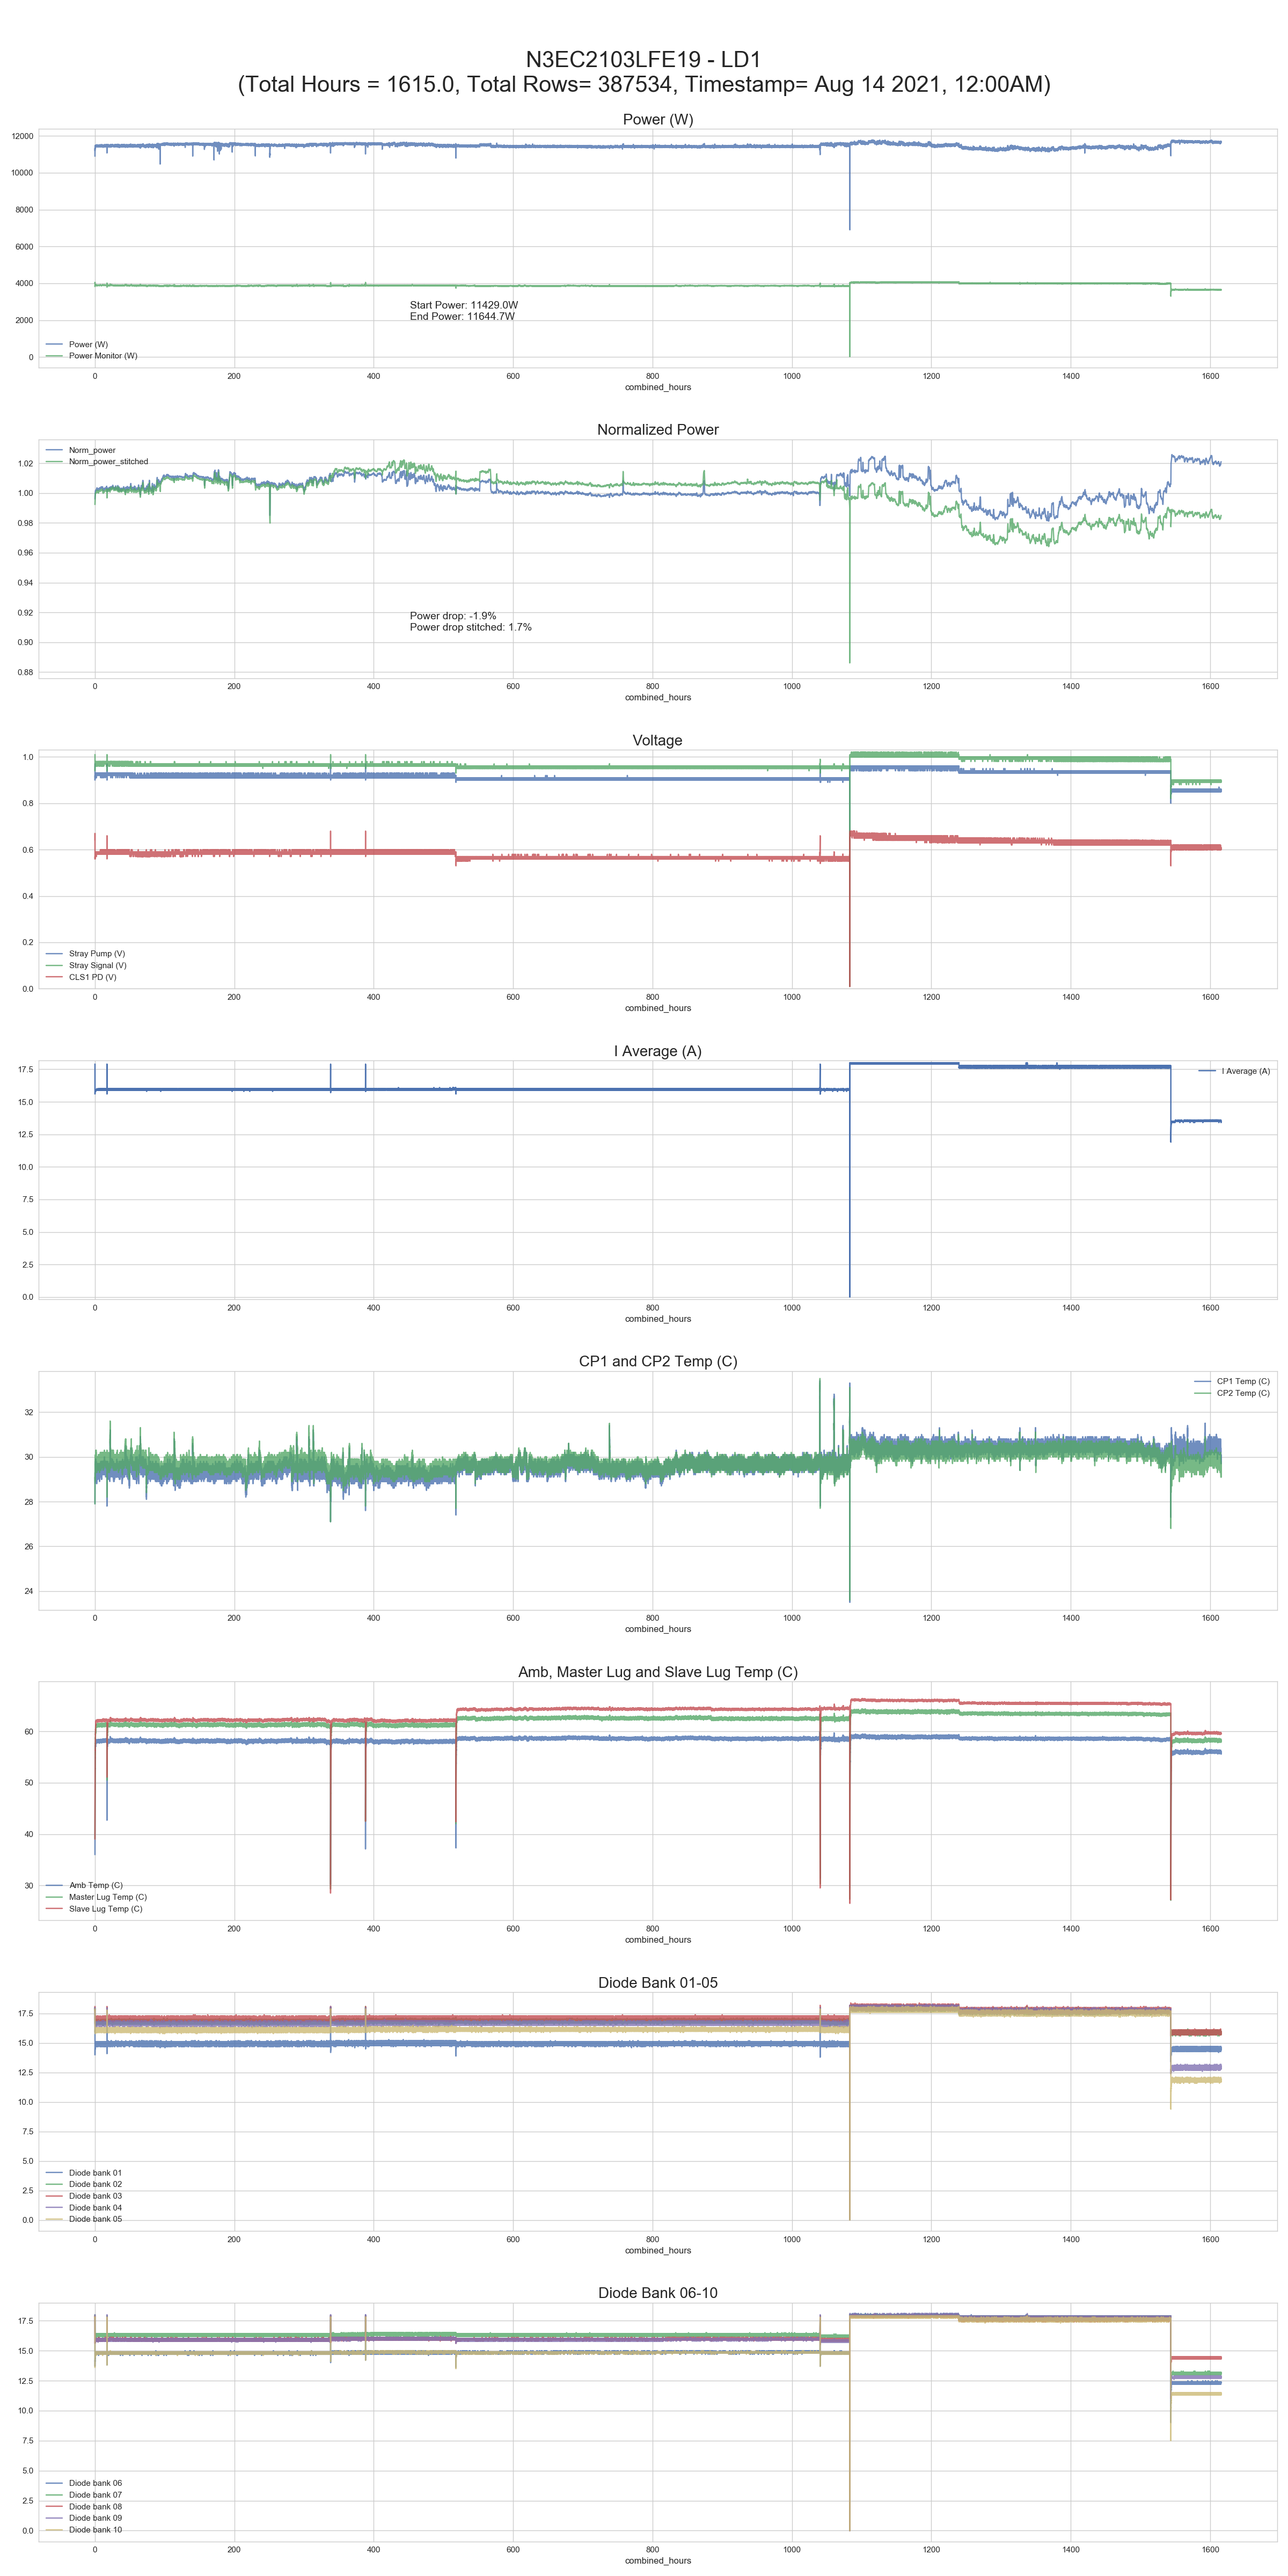 N3EC2103LFE19 - LD1
(Total Hours = 1615.0, Total Rows= 387534, Timestamp= Aug 14 2021, 12:00AM)
Power (W)
12000
10000
8000
6000
4000
2000
0
Start Power: 11429.0W
End Power: 11644.7W
Power (W)
Power Monitor (W)
0 200 400 600 800 1000 1200 1400 1600
combined_hours
Normalized Power
Norm_power
Norm_power_stitched
1.02
1.00
0.98
0.96
0.94
0.92
0.90
0.88
Power drop: -1.9%
Power drop stitched: 1.7%
0 200 400 600 800 1000 1200 1400 1600
combined_hours
Voltage
1.0
0.8
0.6
0.4
0.2
0.0
Stray Pump (V)
Stray Signal (V)
CLS1 PD (V)
0 200 400 600 800 1000 1200 1400 1600
combined_hours
I Average (A)
I Average (A)
17.5
15.0
12.5
10.0
7.5
5.0
2.5
0.0
0 200 400 600 800 1000 1200 1400 1600
combined_hours
CP1 and CP2 Temp (C)
CP1 Temp (C)
CP2 Temp (C)
32
30
28
26
24
0 200 400 600 800 1000 1200 1400 1600
combined_hours
Amb, Master Lug and Slave Lug Temp (C)
60
50
40
30
Amb Temp (C)
Master Lug Temp (C)
Slave Lug Temp (C)
0 200 400 600 800 1000 1200 1400 1600
combined_hours
Diode Bank 01-05
17.5
15.0
12.5
10.0
7.5
5.0
2.5
0.0
Diode bank 01
Diode bank 02
Diode bank 03
Diode bank 04
Diode bank 05
0 200 400 600 800 1000 1200 1400 1600
combined_hours
Diode Bank 06-10
17.5
15.0
12.5
10.0
7.5
5.0
2.5
0.0
Diode bank 06
Diode bank 07
Diode bank 08
Diode bank 09
Diode bank 10
0 200 400 600 800 1000 1200 1400 1600
combined_hours